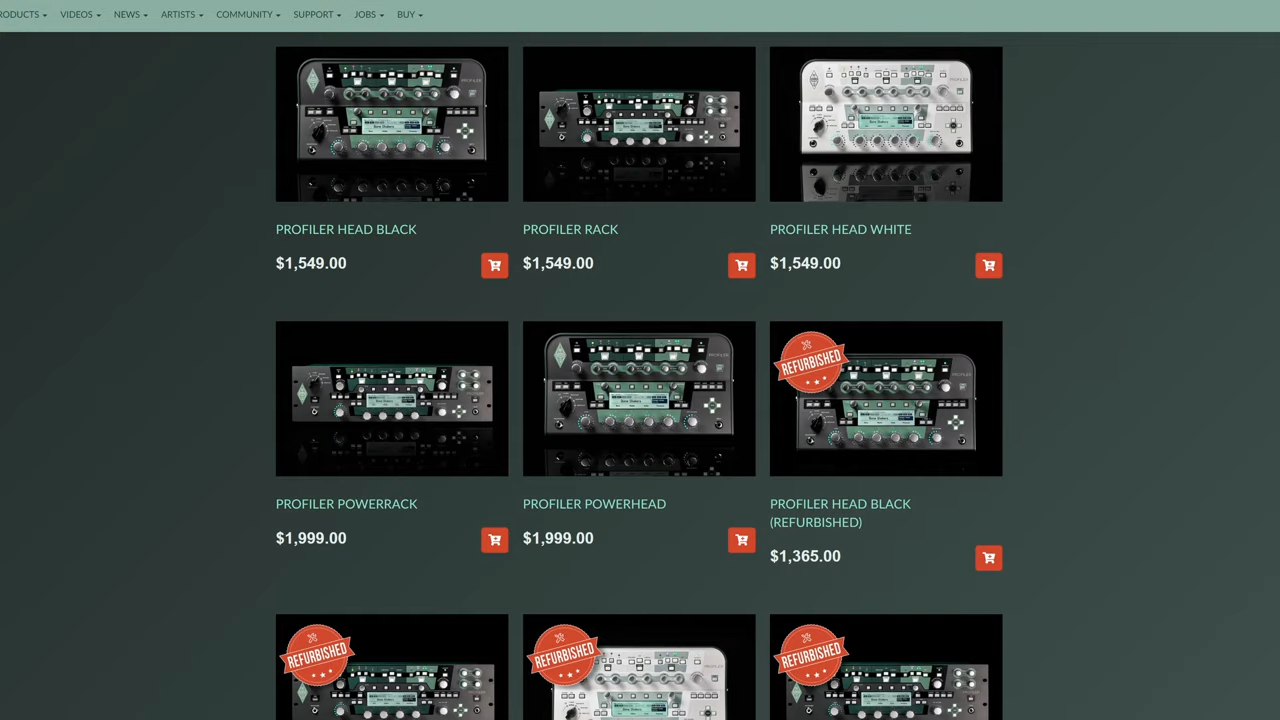 RODUCTS VIDEOS NEWS ARTISTS COMMUNITY SUPPORT JOBS BUY
PROFILER HEAD BLACK
$1,549.00
PROFILER RACK
$1,549.00
PROFILER HEAD WHITE
$1,549.00
PROFILER POWERRACK
$1,999.00
PROFILER POWERHEAD
$1,999.00
REFURBISHED
PROFILER HEAD BLACK
(REFURBISHED)
$1,365.00
REFURBISHED
REFURBISHED
REFURBISHED